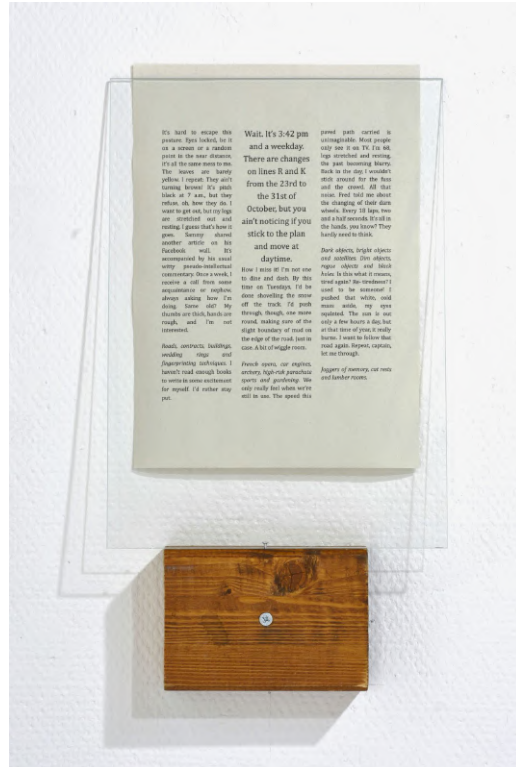 It's hard to escape this
posture. Eyes locked, be it
on a screen or a random
point in the near distance,
it's all the same mess to me.
The leaves are barely
yellow. I repeat: They ain't
turning brown! It's pitch
black at 7 a.m., but they
refuse, oh, how they do. I
want to get out, but my legs
are stretched out and
resting. I guess that's how it
goes. Sammy shared
another article on his
Facebook wall. It's
accompanied by his usual
witty pseudo-intellectual
commentary. Once a week, I
receive a call from some
acquaintance or nephew,
always asking how I'm
doing. Same old? My
thumbs are thick, hands are
rough, and I'm not
interested.
Roads, contracts, buildings,
wedding rings and
fingerprinting techniques. I
haven't read enough books
to write in some excitement
for myself. I'd rather stay
put.
Wait. It's 3:42 pm
and a weekday.
There are changes
on lines R and K
from the 23rd to
the 31st of
October, but you
ain't noticing if you
stick to the plan
and move at
daytime.
How I miss it! I'm not one
to dine and dash. By this
time on Tuesdays, I'd be
done shovelling the snow
off the track. I'd push
through, though, one more
round, making sure of the
slight boundary of mud on
the edge of the road. Just in
case. A bit of wiggle room.
French opera, car engines,
archery, high-risk parachute
sports and gardening. We
only really feel when we're
still in use. The speed this
paved path carried is
unimaginable. Most people
only see it on TV. I'm 64,
legs stretched and resting,
the past becoming blurry.
Back in the day, I wouldn't
stick around for the fans
and the crowd. All that
noise. Fred told me about
the changing of their darn
wheels. Every 16 laps, two
and a half seconds. It's all in
the hands, you know? They
hardly need to think.
Dark objects, bright objects
and satellites. Dim objects,
rogue objects and black
holes. Is this what it means,
tired again? Re-tiredness? I
used to be someone! I
pushed that white, cold
mass aside, my eyes
squinted. The sun is out
only a few hours a day, but
at that time of year, it really
burns. I want to follow that
road again. Repeat, captain,
let me through.
Joggers of memory, cut rests
and lumber rooms.